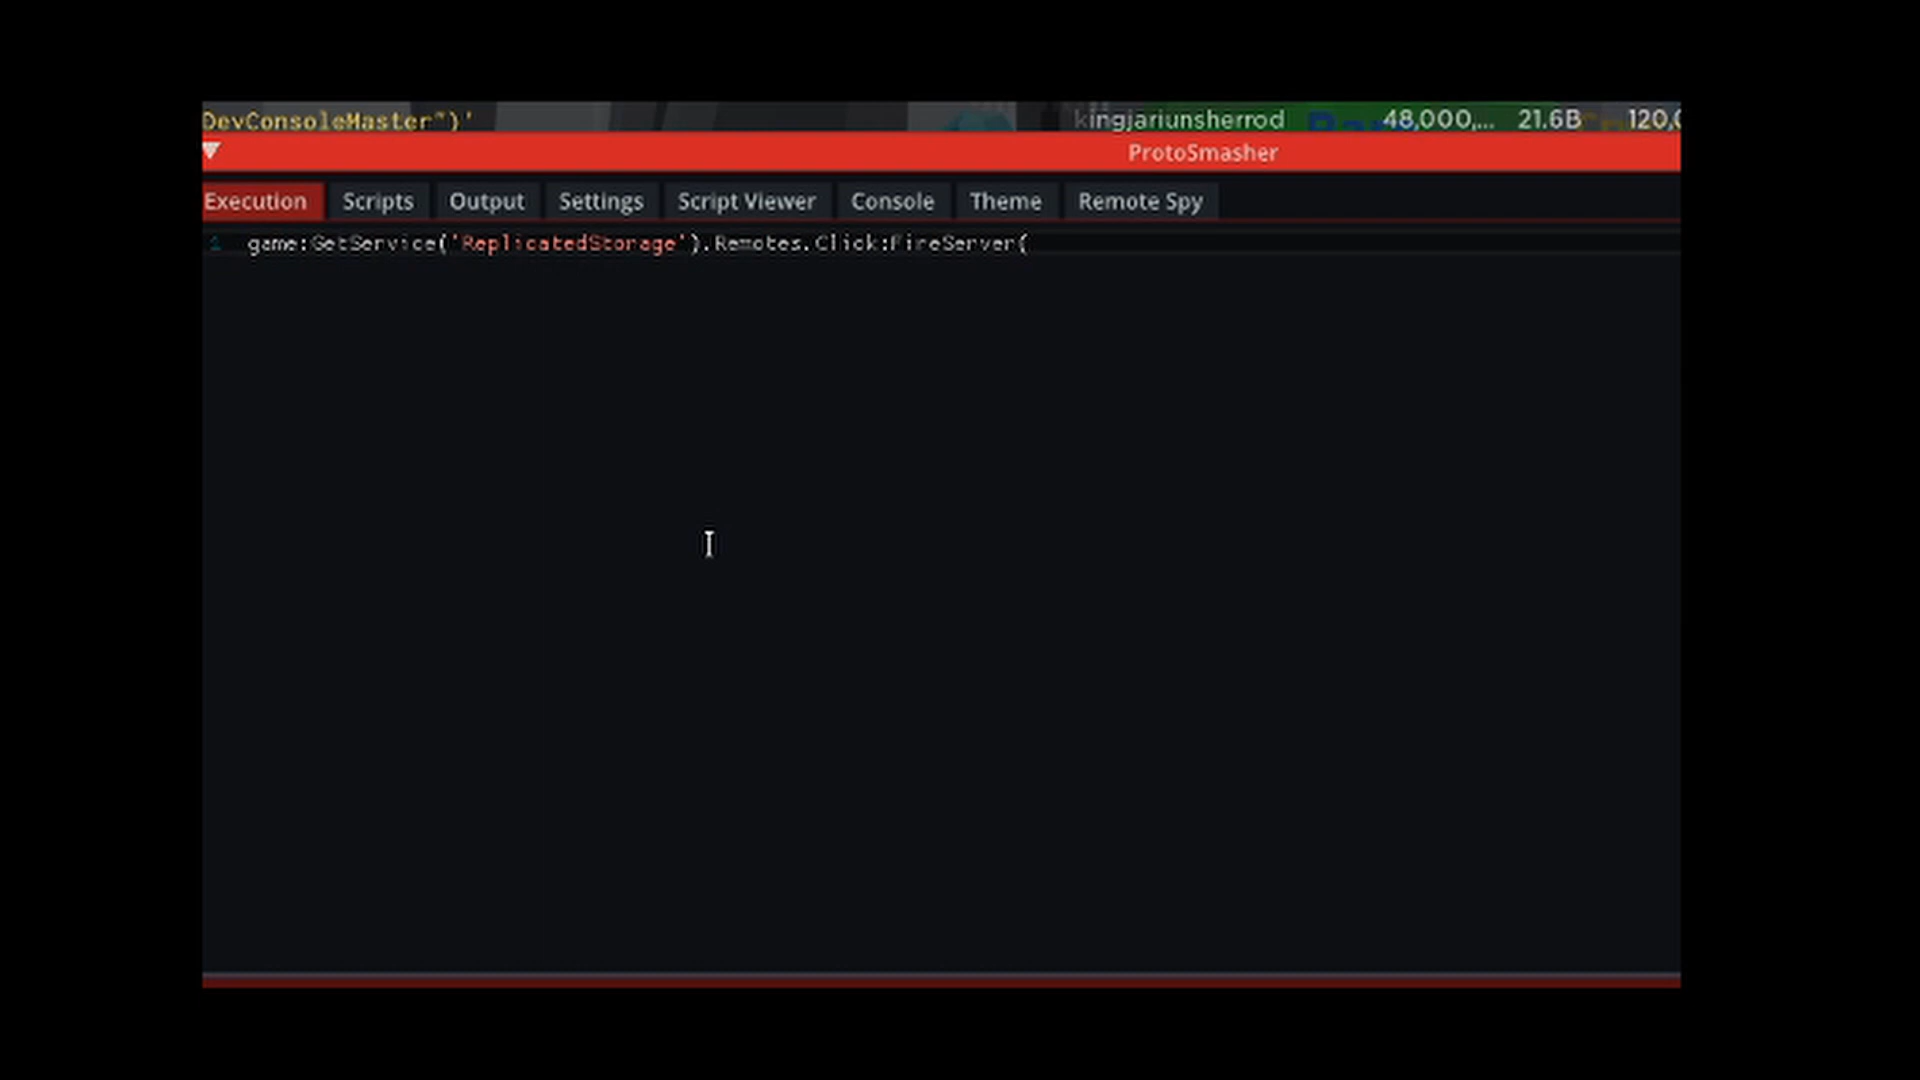 DevConsoleMaster")'
kingjariunsherrod 48,000,... 21.6B
ProtoSmasher
Execution Scripts Output Settings Script Viewer Console Theme Remote Spy
1 game:GetService('ReplicatedStorage').Remotes.Click:FireServer(